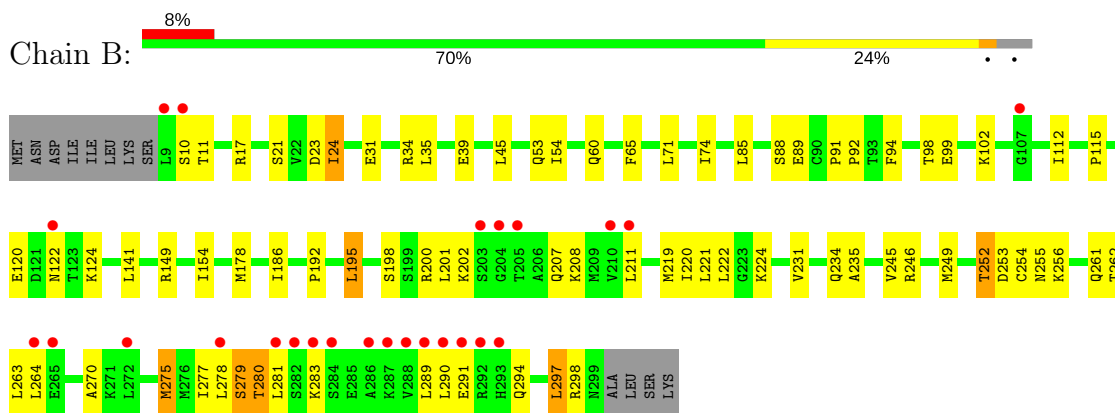 8%
Chain B:
70% 24% • •
MET ASN ASP ILE ILE LEU LYS SER L9 S10 T11 R17 S21 V22 D23 I24 E31 R34 L35 E39 L45 Q53 I54 Q60 F65 L71 I74 L85 S88 E89 C90 P91 P92 T93 F94 T98 E99 K102 G107 I112 P115
E120 D121 N122 T123 K124 L141 R149 I154 M178 I186 P192 L195 S198 S199 R200 L201 K202 S203 G204 T205 A206 Q207 K208 M209 V210 L211 M219 I220 L221 L222 G223 K224 V231 Q234 A235 V245 R246 M249 T252 D253 C254 N255 K256 Q261
L263 L264 E265 A270 K271 L272 M275 M276 I277 L278 S279 T280 L281 S282 K283 S284 E285 A286 K287 V288 L289 L290 E291 R292 H293 Q294 L297 R298 N299 ALA LEU SER LYS